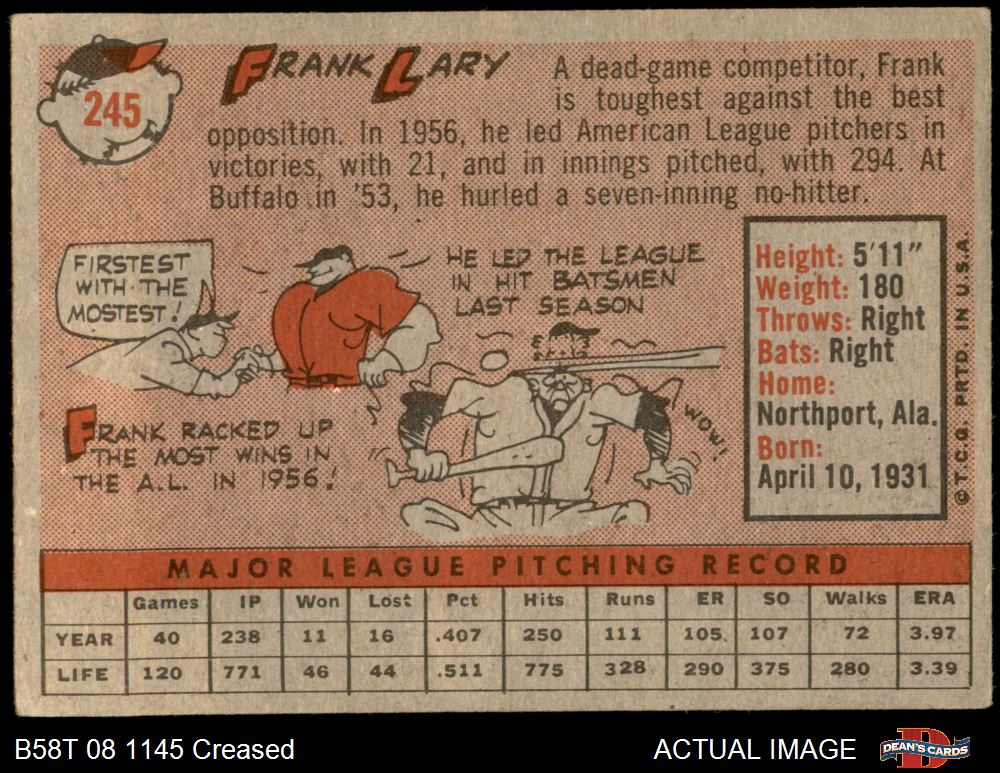 245
FRANK LARY
A dead-game competitor, Frank
is toughest against the best
opposition. In 1956, he led American League pitchers in
victories, with 21, and in innings pitched, with 294. At
Buffalo in '53, he hurled a seven-inning no-hitter.
FIRSTEST
WITH THE
MOSTEST!
HE LED THE LEAGUE
IN HIT BATSMEN
LAST SEASON
FRANK RACKED UP
THE MOST WINS IN
THE A.L. IN 1956!
WOW!
Height: 5'11"
Weight: 180
Throws: Right
Bats: Right
Home:
Northport, Ala.
Born:
April 10, 1931
©T.C.G. PRTD. IN U.S.A.
MAJOR LEAGUE PITCHING RECORD
Games IP Won Lost Pct Hits Runs ER SO Walks ERA
YEAR 40 238 11 16 .407 250 111 105 107 72 3.97
LIFE 120 771 46 44 .511 775 328 290 375 280 3.39
B58T 08 1145 Creased
ACTUAL IMAGE
D
DEAN'S CARDS